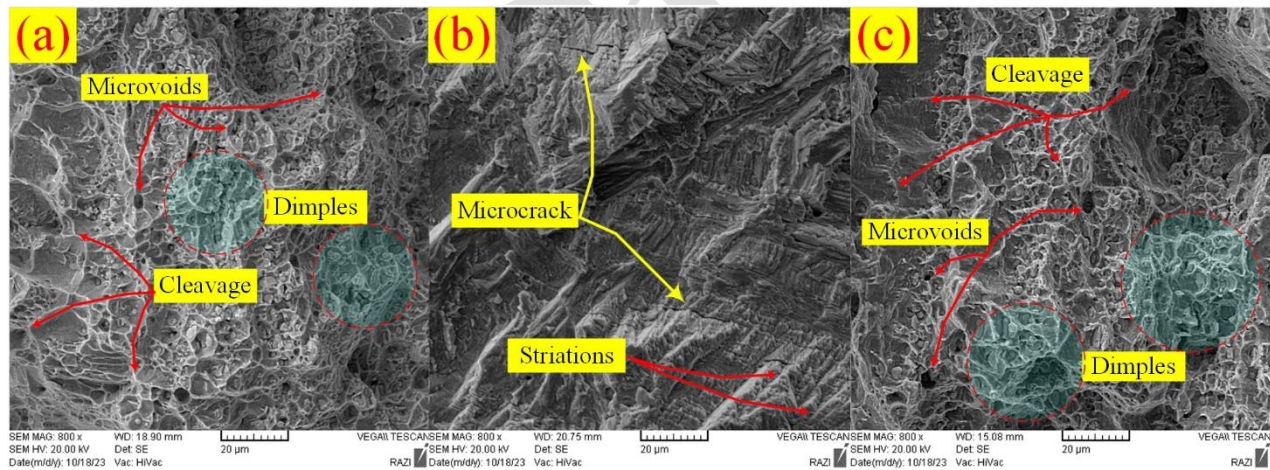 (a)
Microvoids
Dimples
Cleavage
SEM MAG: 800 x WD: 18.90 mm VEGA\\ TESCAN
SEM HV: 20.00 kV Det: SE 20 µm
Date(m/d/y): 10/18/23 Vac: HiVac RAZI
(b)
Microcrack
Striations
SEM MAG: 800 x WD: 20.75 mm VEGA\\ TESCAN
SEM HV: 20.00 kV Det: SE 20 µm
Date(m/d/y): 10/18/23 Vac: HiVac RAZI
(c)
Cleavage
Microvoids
Dimples
SEM MAG: 800 x WD: 15.08 mm VEGA\\ TESCAN
SEM HV: 20.00 kV Det: SE 20 µm
Date(m/d/y): 10/18/23 Vac: HiVac RAZI